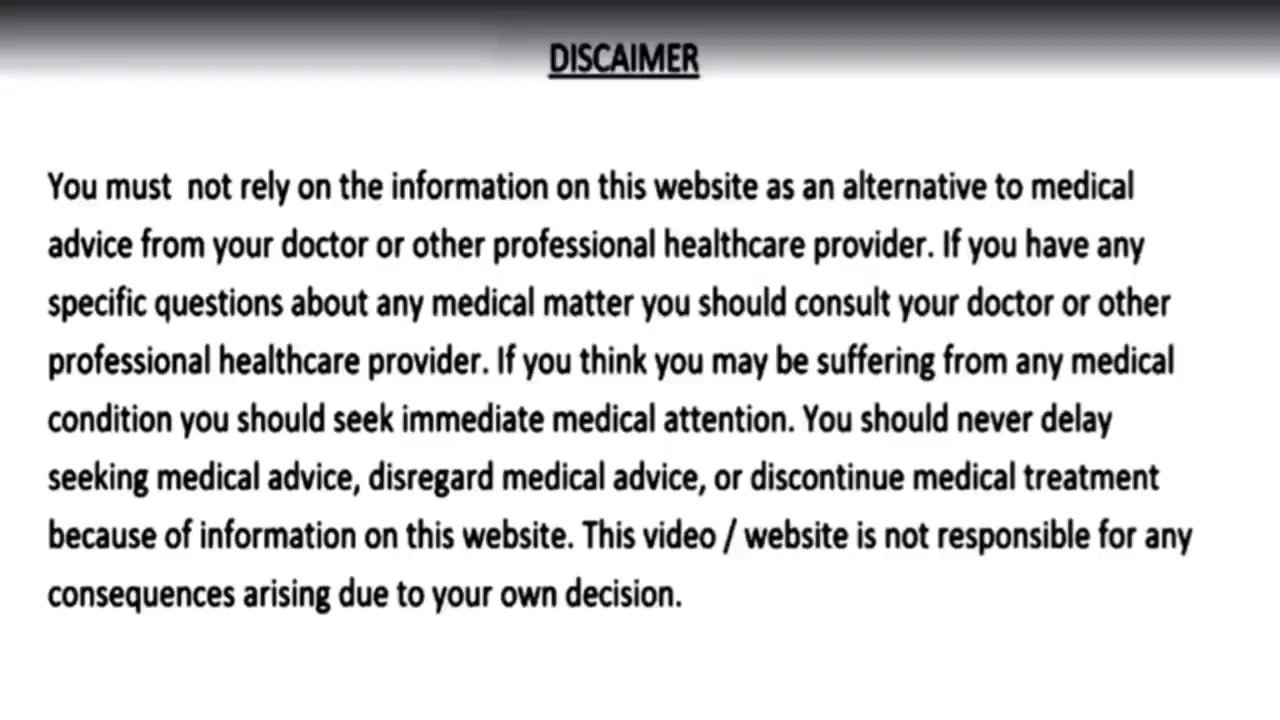 DISCAIMER
You must  not rely on the information on this website as an alternative to medical
advice from your doctor or other professional healthcare provider. If you have any
specific questions about any medical matter you should consult your doctor or other
professional healthcare provider. If you think you may be suffering from any medical
condition you should seek immediate medical attention. You should never delay
seeking medical advice, disregard medical advice, or discontinue medical treatment
because of information on this website. This video / website is not responsible for any
consequences arising due to your own decision.